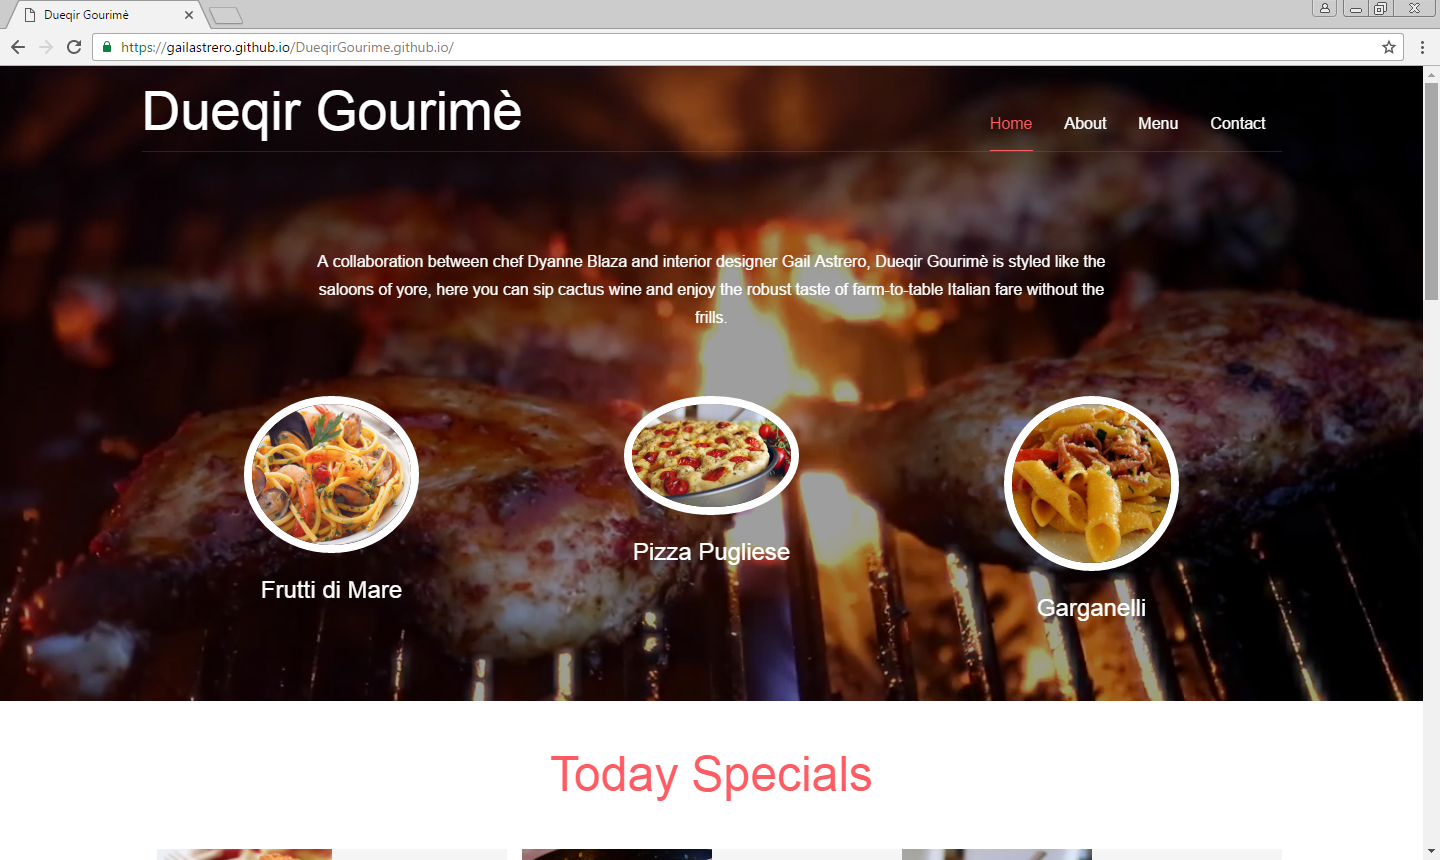 Dueqir Gourimè
https://gailastrero.github.io/DueqirGourime.github.io/
Dueqir Gourimè
Home About Menu Contact
A collaboration between chef Dyanne Blaza and interior designer Gail Astrero, Dueqir Gourimè is styled like the
saloons of yore, here you can sip cactus wine and enjoy the robust taste of farm-to-table Italian fare without the
frills.
Frutti di Mare
Pizza Pugliese
Garganelli
Today Specials